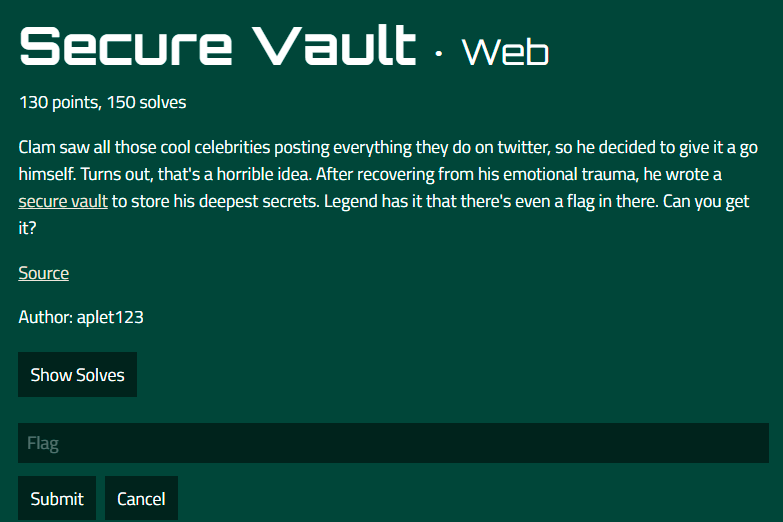 Secure Vault · Web
130 points, 150 solves
Clam saw all those cool celebrities posting everything they do on twitter, so he decided to give it a go
himself. Turns out, that's a horrible idea. After recovering from his emotional trauma, he wrote a
secure vault to store his deepest secrets. Legend has it that there's even a flag in there. Can you get
it?
Source
Author: aplet123
Show Solves
Flag
Submit Cancel